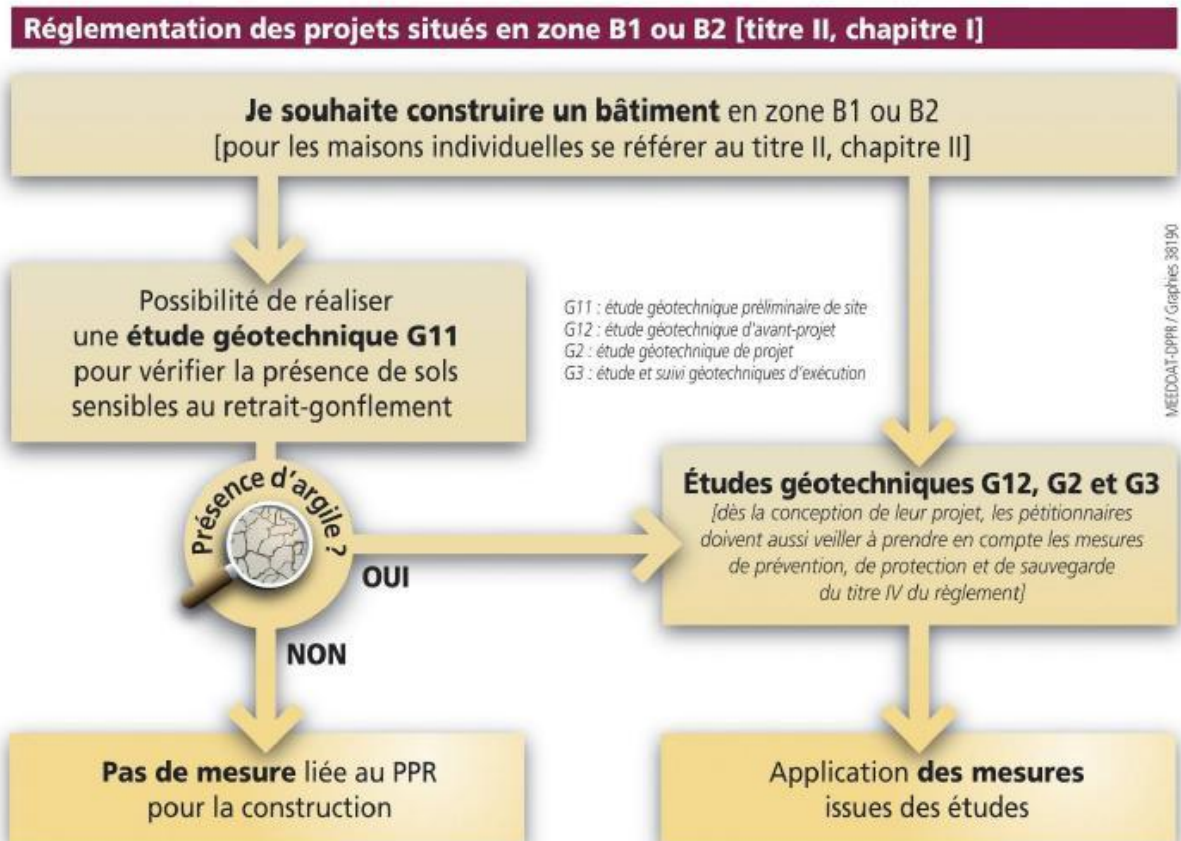 Réglementation des projets situés en zone B1 ou B2 [titre II, chapitre I]
Je souhaite construire un bâtiment en zone B1 ou B2
[pour les maisons individuelles se référer au titre II, chapitre II]
Possibilité de réaliser
une étude géotechnique G11
pour vérifier la présence de sols
sensibles au retrait-gonflement
G11 : étude géotechnique préliminaire de site
G12 : étude géotechnique d'avant-projet
G2 : étude géotechnique de projet
G3 : étude et suivi géotechniques d'exécution
MEEDDAT-DPPR / Graphies 38190
Présence d'argile ?
OUI
NON
Études géotechniques G12, G2 et G3
[dès la conception de leur projet, les pétitionnaires
doivent aussi veiller à prendre en compte les mesures
de prévention, de protection et de sauvegarde
du titre IV du règlement]
Pas de mesure liée au PPR
pour la construction
Application des mesures
issues des études